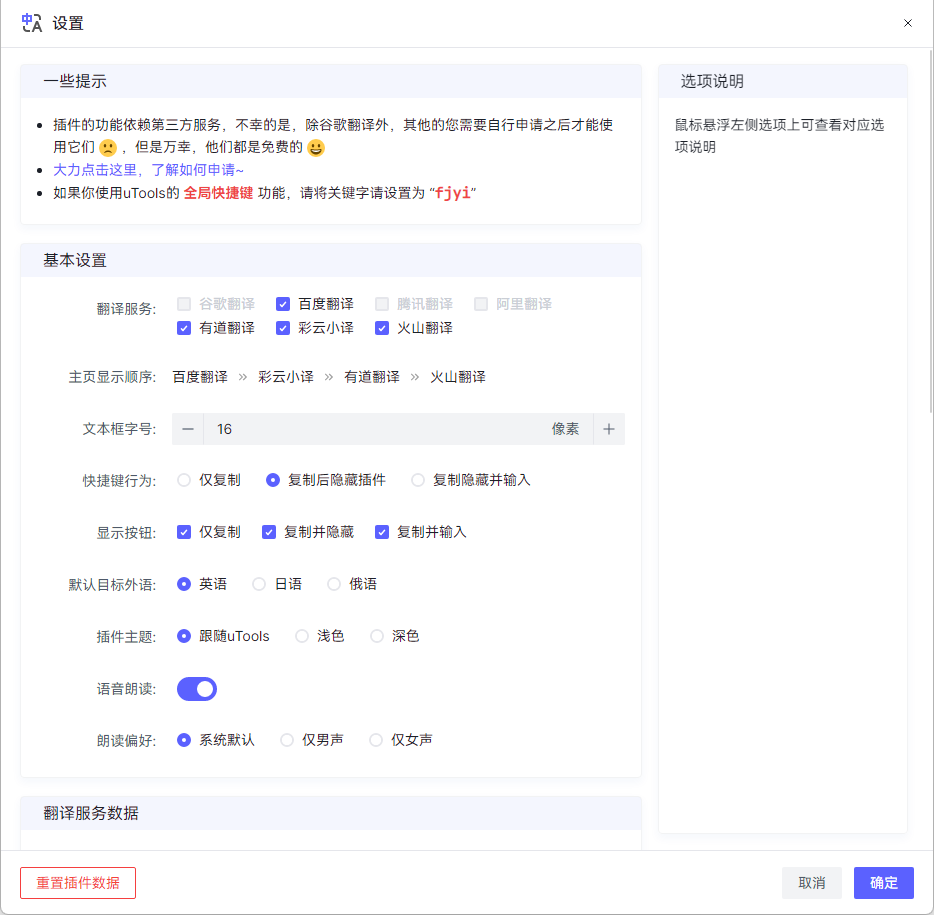 设置
一些提示
插件的功能依赖第三方服务，不幸的是，除谷歌翻译外，其他的您需要自行申请之后才能使
用它们🙁，但是万幸，他们都是免费的😀
大力点击这里，了解如何申请~
如果你使用uTools的 全局快捷键 功能，请将关键字请设置为 “fjyi”
选项说明
鼠标悬浮左侧选项上可查看对应选
项说明
基本设置
翻译服务: 谷歌翻译 百度翻译 腾讯翻译 阿里翻译
有道翻译 彩云小译 火山翻译
主页显示顺序: 百度翻译 » 彩云小译 » 有道翻译 » 火山翻译
文本框字号: — 16 像素 +
快捷键行为: 仅复制 复制后隐藏插件 复制隐藏并输入
显示按钮: 仅复制 复制并隐藏 复制并输入
默认目标外语: 英语 日语 俄语
插件主题: 跟随uTools 浅色 深色
语音朗读:
朗读偏好: 系统默认 仅男声 仅女声
翻译服务数据
重置插件数据 取消 确定